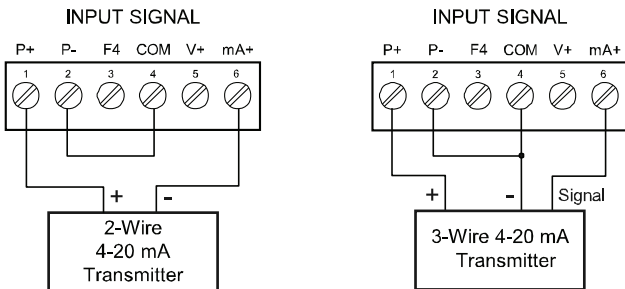 INPUT SIGNAL
P+ P- F4 COM V+ mA+
1 2 3 4 5 6
+ -
2-Wire
4-20 mA
Transmitter
INPUT SIGNAL
P+ P- F4 COM V+ mA+
1 2 3 4 5 6
+ - Signal
3-Wire 4-20 mA
Transmitter